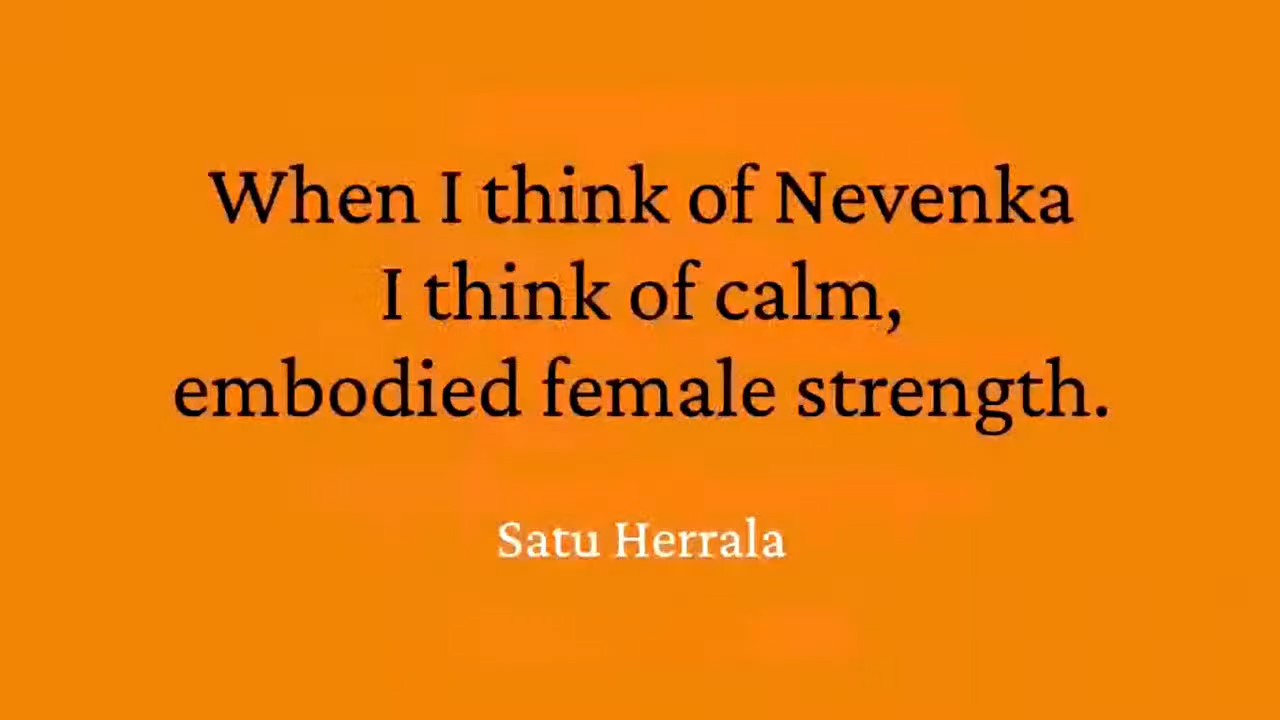 When I think of Nevenka
I think of calm,
embodied female strength.
Satu Herrala